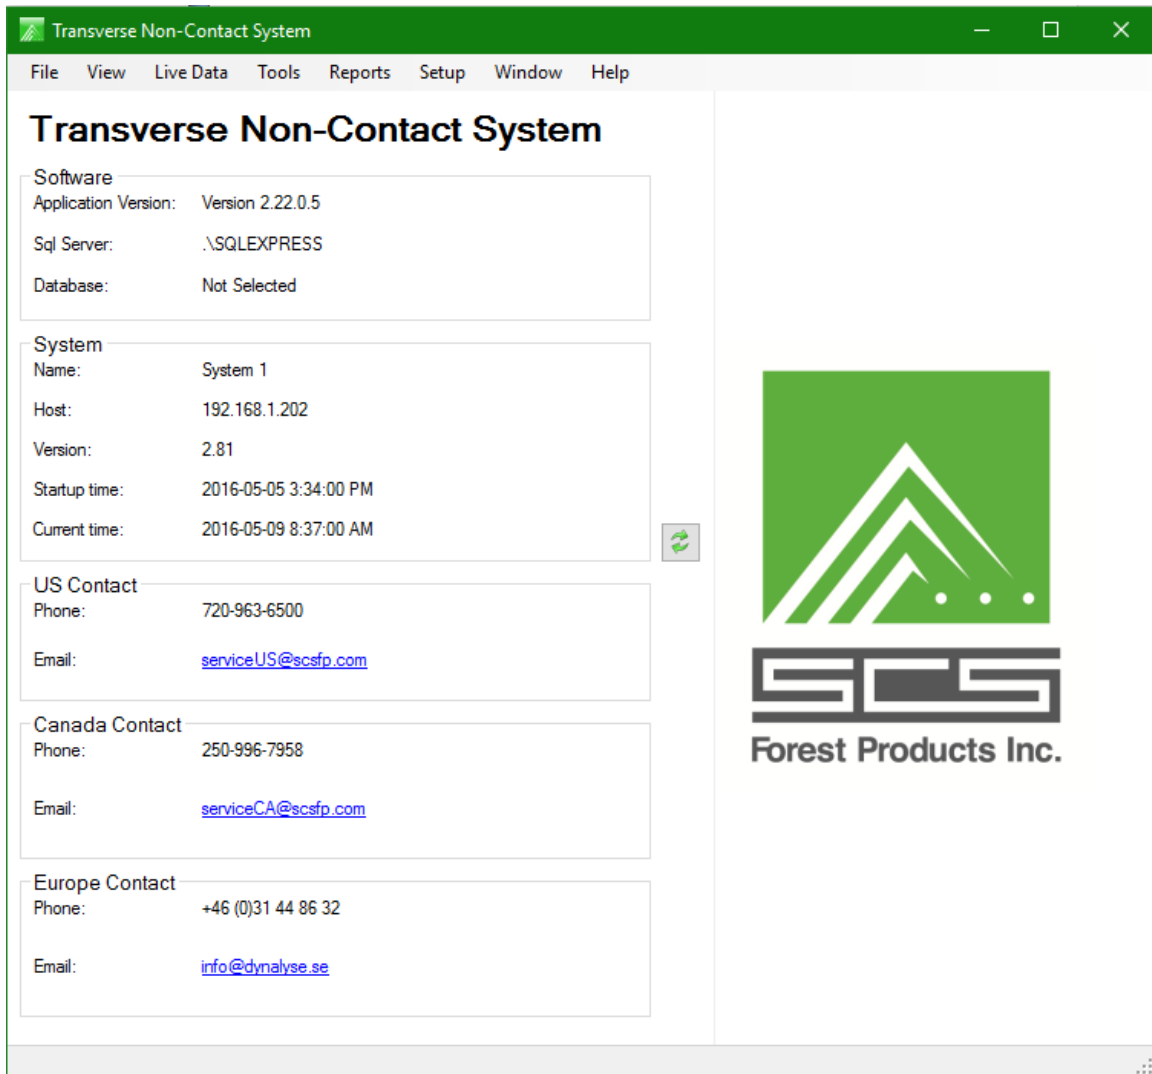 Transverse Non-Contact System
File View Live Data Tools Reports Setup Window Help
Transverse Non-Contact System
Software
Application Version: Version 2.22.0.5
Sql Server: .\SQLEXPRESS
Database: Not Selected
System
Name: System 1
Host: 192.168.1.202
Version: 2.81
Startup time: 2016-05-05 3:34:00 PM
Current time: 2016-05-09 8:37:00 AM
US Contact
Phone: 720-963-6500
Email: serviceUS@scsfp.com
Canada Contact
Phone: 250-996-7958
Email: serviceCA@scsfp.com
Europe Contact
Phone: +46 (0)31 44 86 32
Email: info@dynalyse.se
SCS
Forest Products Inc.